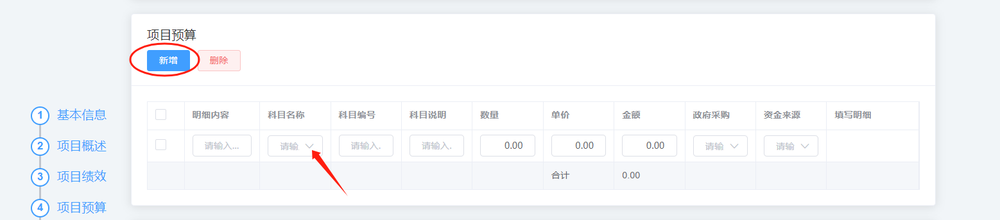 项目预算
新增 删除
明细内容 科目名称 科目编号 科目说明 数量 单价 金额 政府采购 资金来源 填写明细
请输入... 请输 请输入. 请输入. 0.00 0.00 0.00 请输 请输
合计 0.00
1 基本信息
2 项目概述
3 项目绩效
4 项目预算